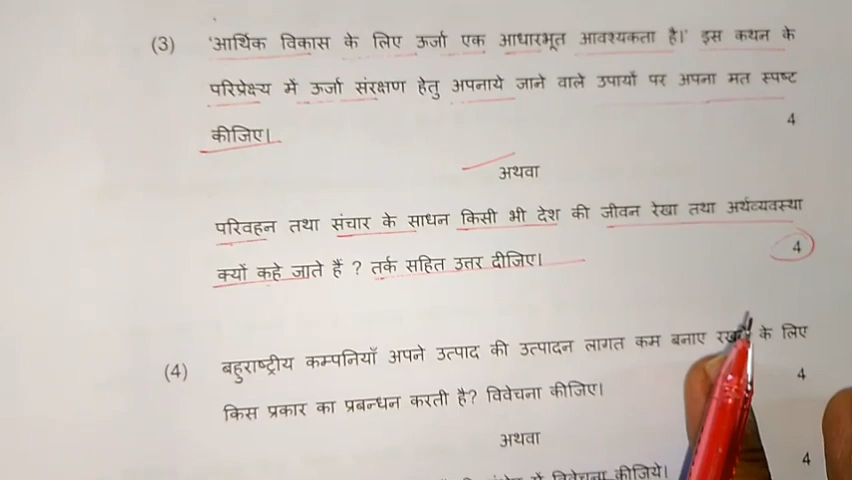 (3) 'आर्थिक विकास के लिए ऊर्जा एक आधारभूत आवश्यकता है।' इस कथन के
परिप्रेक्ष्य में ऊर्जा संरक्षण हेतु अपनाये जाने वाले उपायों पर अपना मत स्पष्ट
कीजिए। 4
अथवा
परिवहन तथा संचार के साधन किसी भी देश की जीवन रेखा तथा अर्थव्यवस्था
क्यों कहे जाते हैं ? तर्क सहित उत्तर दीजिए। 4
(4) बहुराष्ट्रीय कम्पनियाँ अपने उत्पाद की उत्पादन लागत कम बनाए रखने के लिए
किस प्रकार का प्रबन्धन करती है? विवेचना कीजिए। 4
अथवा
में विवेचना कीजिये। 4